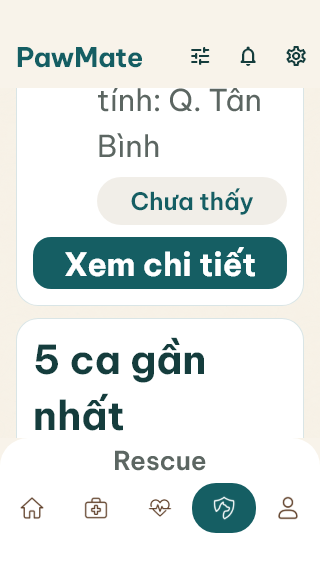 PawMate
tính: Q. Tân
Bình
Chưa thấy
Xem chi tiết
5 ca gần
nhất
Rescue